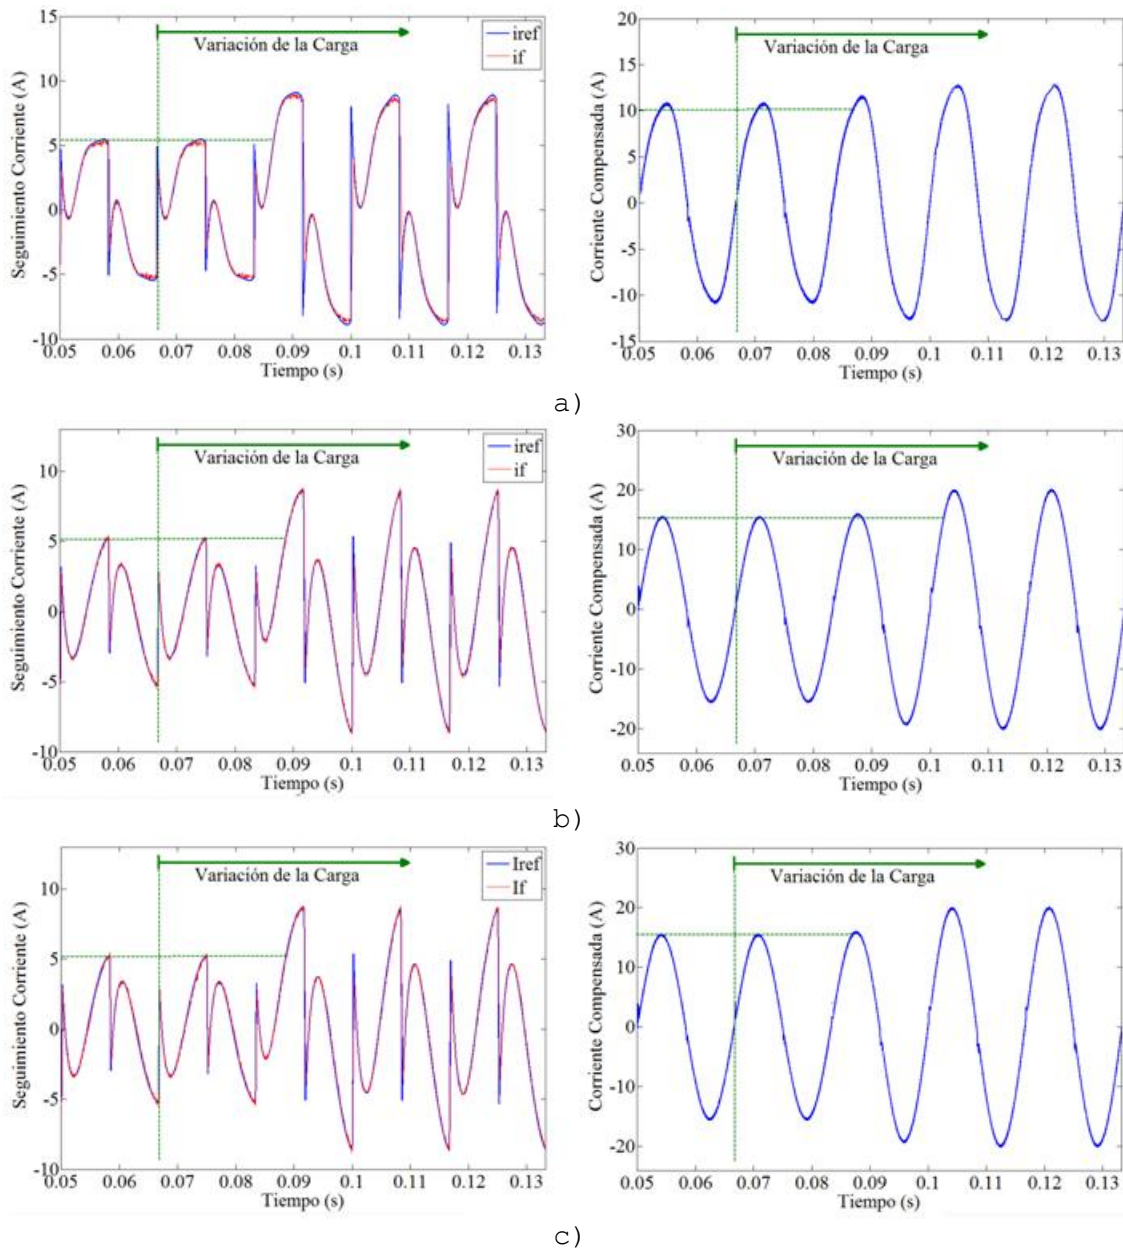 Seguimiento Corriente (A)
15
10
5
0
-5
-10
Variación de la Carga
iref
if
0.05 0.06 0.07 0.08 0.09 0.1 0.11 0.12 0.13
Tiempo (s)
Corriente Compensada (A)
20
15
10
5
0
-5
-10
-15
Variación de la Carga
0.05 0.06 0.07 0.08 0.09 0.1 0.11 0.12 0.13
Tiempo (s)
a)
Seguimiento Corriente (A)
10
5
0
-5
-10
Variación de la Carga
iref
if
0.05 0.06 0.07 0.08 0.09 0.1 0.11 0.12 0.13
Tiempo (s)
Corriente Compensada (A)
30
20
10
0
-10
-20
Variación de la Carga
0.05 0.06 0.07 0.08 0.09 0.1 0.11 0.12 0.13
Tiempo (s)
b)
Seguimiento Corriente (A)
10
5
0
-5
-10
Variación de la Carga
Iref
If
0.05 0.06 0.07 0.08 0.09 0.1 0.11 0.12 0.13
Tiempo (s)
Corriente Compensada (A)
30
20
10
0
-10
-20
Variación de la Carga
0.05 0.06 0.07 0.08 0.09 0.1 0.11 0.12 0.13
Tiempo (s)
c)